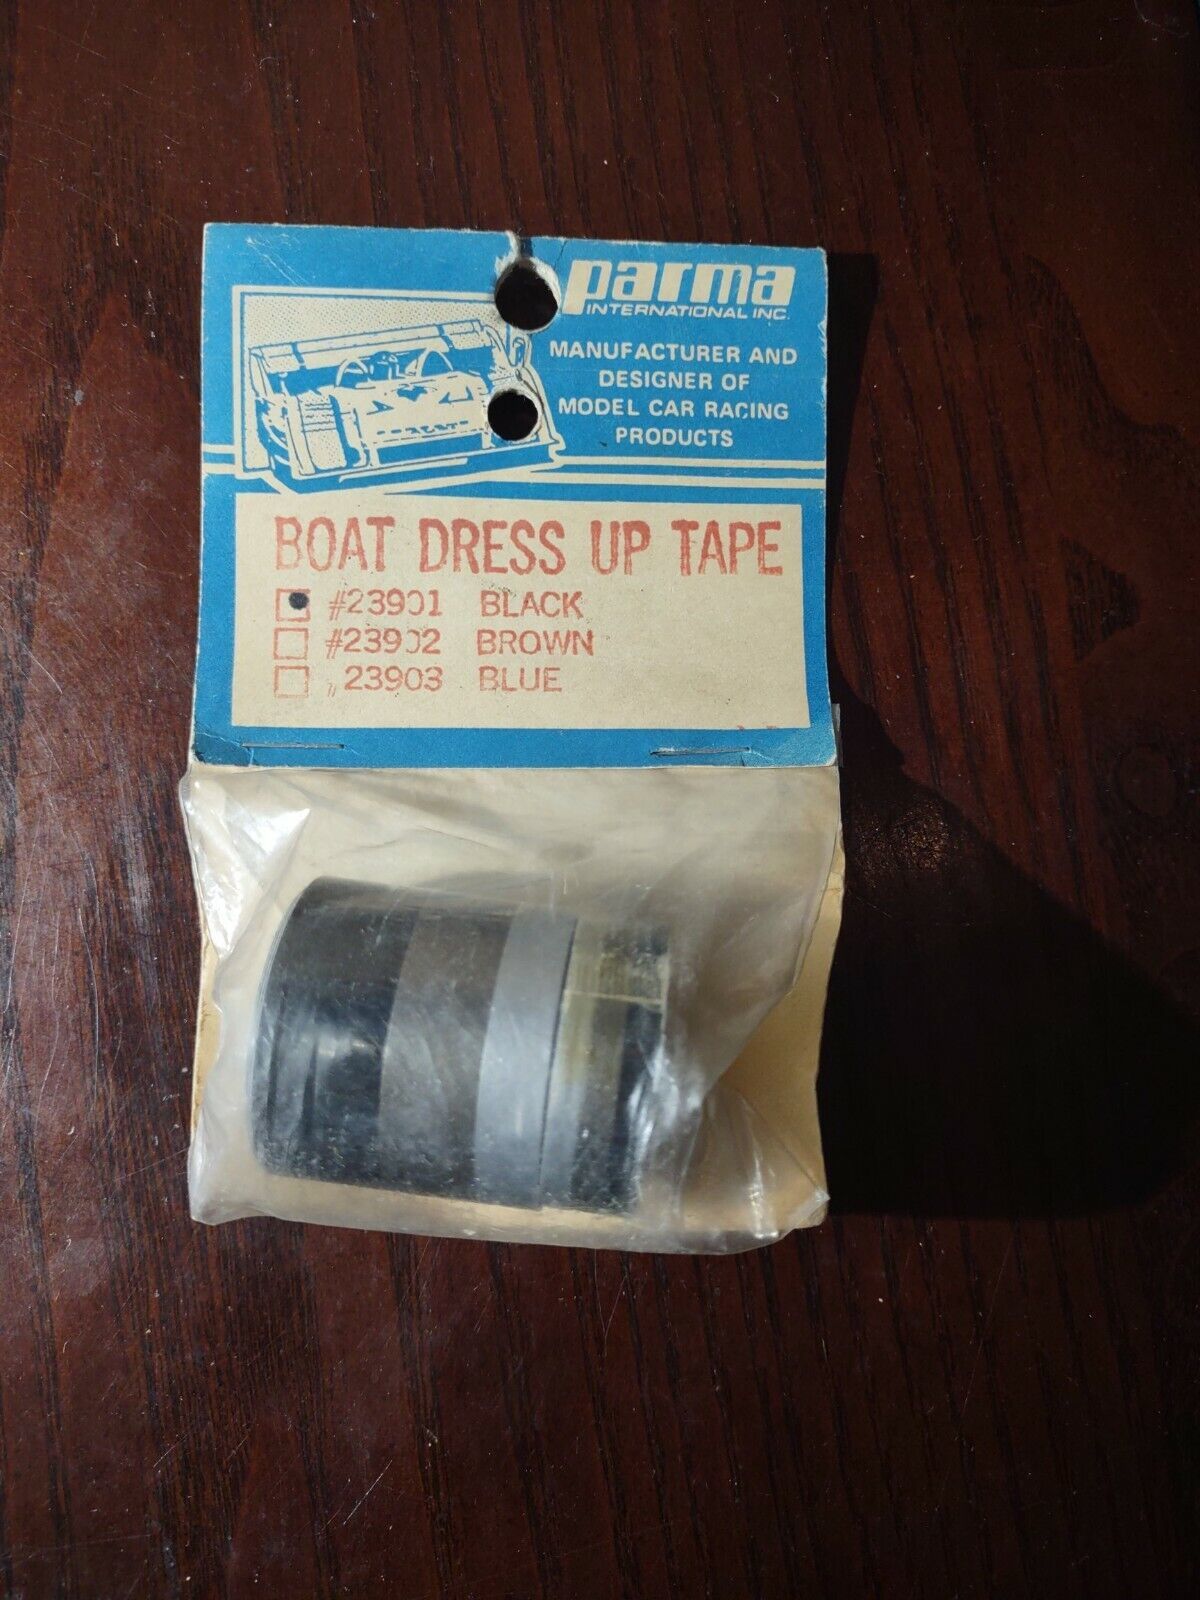 parma
INTERNATIONAL INC.
MANUFACTURER AND
DESIGNER OF
MODEL CAR RACING
PRODUCTS
BOAT DRESS UP TAPE
#23901 BLACK
#23902 BROWN
23903 BLUE